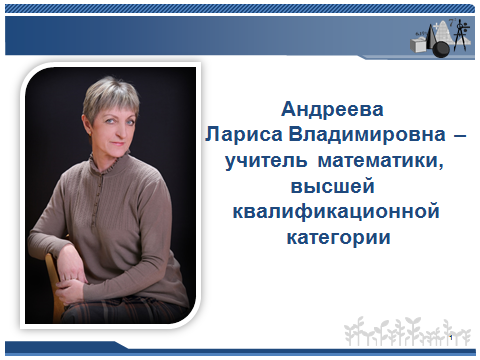 Андреева
Лариса Владимировна –
учитель математики,
высшей
квалификационной
категории
1